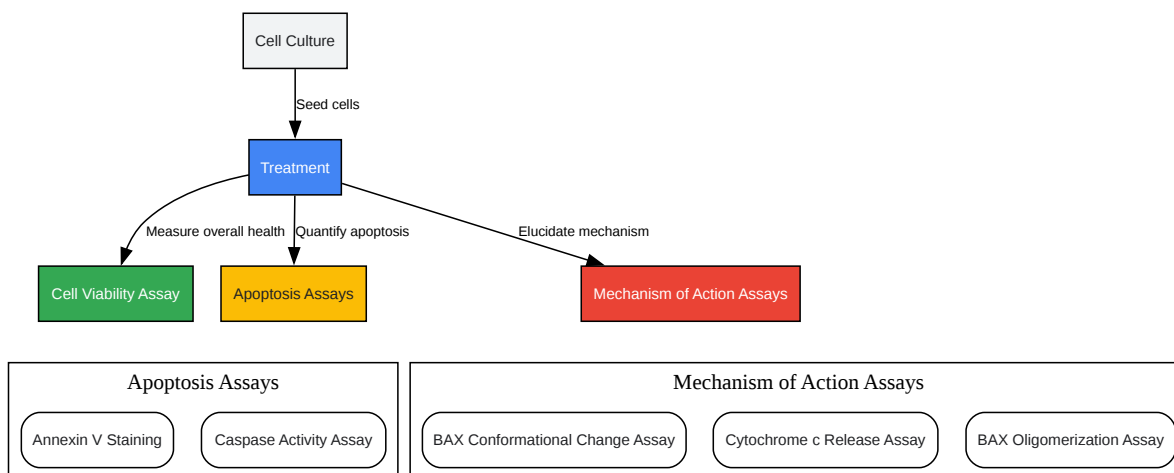 Cell Culture
Seed cells
Treatment
Measure overall health
Quantify apoptosis
Elucidate mechanism
Cell Viability Assay
Apoptosis Assays
Mechanism of Action Assays
Apoptosis Assays
Mechanism of Action Assays
Annexin V Staining
Caspase Activity Assay
BAX Conformational Change Assay
Cytochrome c Release Assay
BAX Oligomerization Assay